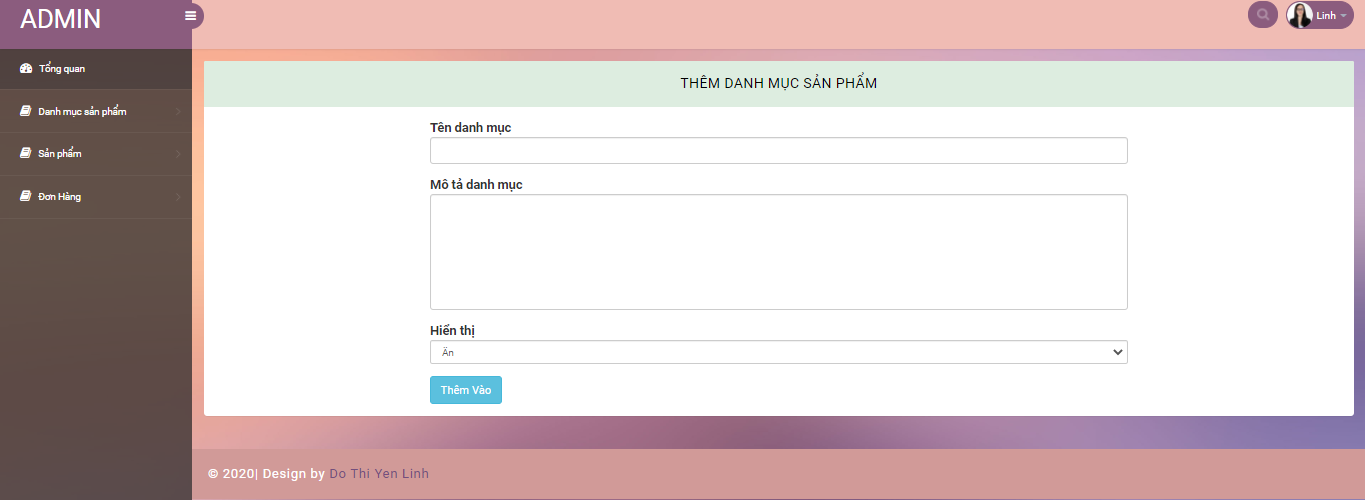 ADMIN
Linh
Tổng quan
Danh mục sản phẩm
Sản phẩm
Đơn Hàng
THÊM DANH MỤC SẢN PHẨM
Tên danh mục
Mô tả danh mục
Hiển thị
Ẩn
Thêm Vào
© 2020| Design by Do Thi Yen Linh